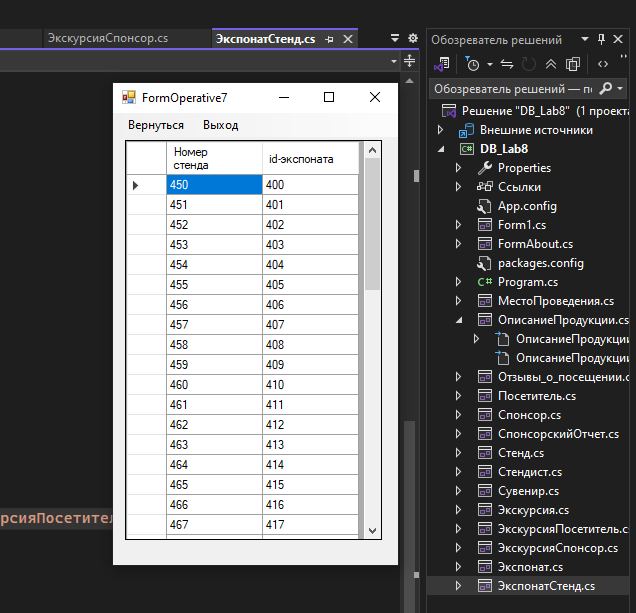 ЭкскурсияСпонсор.cs
ЭкспонатСтенд.cs
FormOperative7
Вернуться Выход
Номер стенда id-экспоната
450 400
451 401
452 402
453 403
454 404
455 405
456 406
457 407
458 408
459 409
460 410
461 411
462 412
463 413
464 414
465 415
466 416
467 417
рсияПосетител
Обозреватель решений
Обозреватель решений — по
Решение "DB_Lab8" (1 проекта
Внешние источники
DB_Lab8
Properties
Ссылки
App.config
Form1.cs
FormAbout.cs
packages.config
C# Program.cs
МестоПроведения.cs
ОписаниеПродукции.cs
ОписаниеПродукции
ОписаниеПродукции
Отзывы_о_посещении.c
Посетитель.cs
Спонсор.cs
СпонсорскийОтчет.cs
Стенд.cs
Стендист.cs
Сувенир.cs
Экскурсия.cs
ЭкскурсияПосетитель.c
ЭкскурсияСпонсор.cs
Экспонат.cs
ЭкспонатСтенд.cs